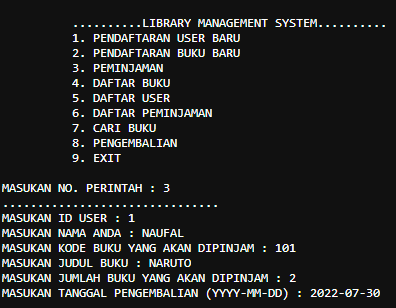 ..........LIBRARY MANAGEMENT SYSTEM..........
1. PENDAFTARAN USER BARU
2. PENDAFTARAN BUKU BARU
3. PEMINJAMAN
4. DAFTAR BUKU
5. DAFTAR USER
6. DAFTAR PEMINJAMAN
7. CARI BUKU
8. PENGEMBALIAN
9. EXIT
MASUKAN NO. PERINTAH : 3
...............................
MASUKAN ID USER : 1
MASUKAN NAMA ANDA : NAUFAL
MASUKAN KODE BUKU YANG AKAN DIPINJAM : 101
MASUKAN JUDUL BUKU : NARUTO
MASUKAN JUMLAH BUKU YANG AKAN DIPINJAM : 2
MASUKAN TANGGAL PENGEMBALIAN (YYYY-MM-DD) : 2022-07-30